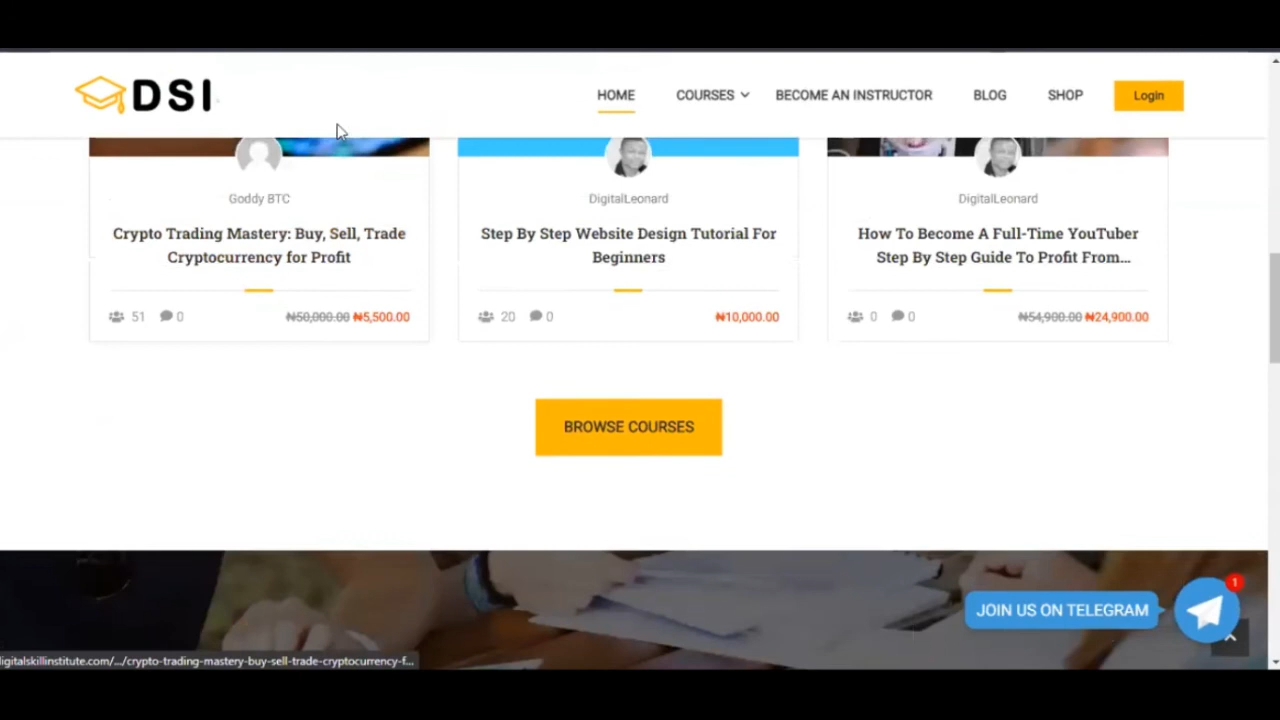 DSI
HOME
COURSES
BECOME AN INSTRUCTOR
BLOG
SHOP
Login
Goddy BTC
Crypto Trading Mastery: Buy, Sell, Trade
Cryptocurrency for Profit
51
0
₦50,000.00 ₦5,500.00
DigitalLeonard
Step By Step Website Design Tutorial For
Beginners
20
0
₦10,000.00
DigitalLeonard
How To Become A Full-Time YouTuber
Step By Step Guide To Profit From...
0
0
₦54,900.00 ₦24,900.00
BROWSE COURSES
JOIN US ON TELEGRAM
1
igitalskillinstitute.com/.../crypto-trading-mastery-buy-sell-trade-cryptocurrency-f...